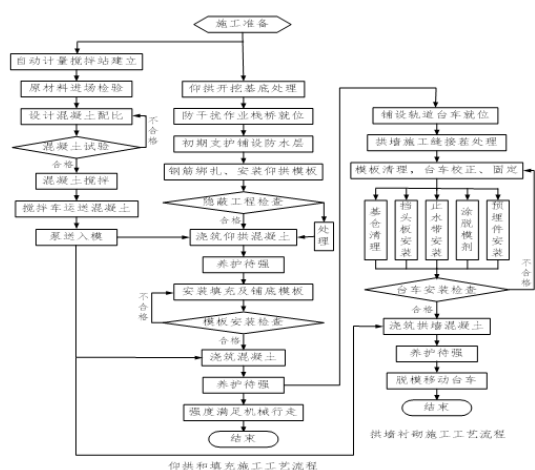 施工准备
自动计量搅拌站建立
原材料进场检验
设计混凝土配比
不合格
混凝土试验
合格
混凝土搅拌
搅拌车运送混凝土
泵送入模
仰拱开挖基底处理
防干扰作业栈桥就位
初期支护铺设防水层
钢筋绑扎、安装仰拱模板
隐蔽工程检查
合格
处理
浇筑仰拱混凝土
养护待强
安装填充及铺底模板
不合格
模板安装检查
合格
浇筑混凝土
养护待强
强度满足机械行走
结束
仰拱和填充施工工艺流程
铺设轨道台车就位
拱墙施工缝接茬处理
模板清理，台车校正、固定
基仓清理
挡头板安装
止水带安装
涂脱模剂
预埋件安装
不合格
台车安装检查
合格
浇筑拱墙混凝土
养护待强
脱模移动台车
结束
拱墙衬砌施工工艺流程